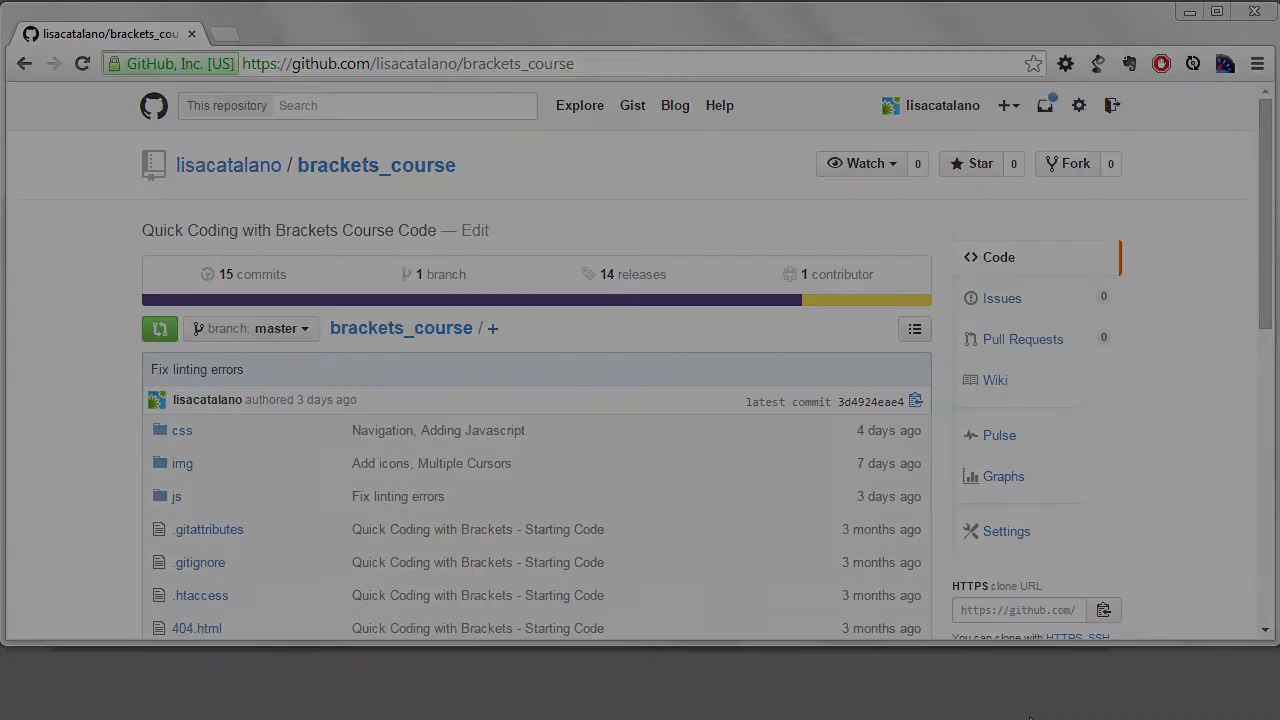 lisacatalano/brackets_cou
GitHub, Inc. [US] https://github.com/lisacatalano/brackets_course
This repository Search Explore Gist Blog Help lisacatalano
lisacatalano / brackets_course Watch 0 Star 0 Fork 0
Quick Coding with Brackets Course Code — Edit
15 commits 1 branch 14 releases 1 contributor
branch: master brackets_course / +
Fix linting errors
lisacatalano authored 3 days ago latest commit 3d4924eae4
css Navigation, Adding Javascript 4 days ago
img Add icons, Multiple Cursors 7 days ago
js Fix linting errors 3 days ago
.gitattributes Quick Coding with Brackets - Starting Code 3 months ago
.gitignore Quick Coding with Brackets - Starting Code 3 months ago
.htaccess Quick Coding with Brackets - Starting Code 3 months ago
404.html Quick Coding with Brackets - Starting Code 3 months ago
Code
Issues 0
Pull Requests 0
Wiki
Pulse
Graphs
Settings
HTTPS clone URL
https://github.com/
You can clone with HTTPS, SSH